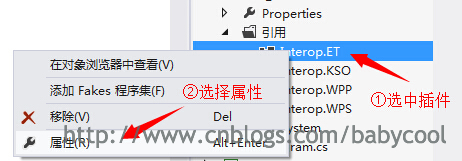 Properties
引用
Interop.ET
在对象浏览器中查看(V)
添加 Fakes 程序集(F)
②选择属性
Interop.KSO
①选中插件
Interop.WPP
移除(V) Del
Interop.WPS
属性(R) Alt+Enter
http://www.cnblogs.com/babycool